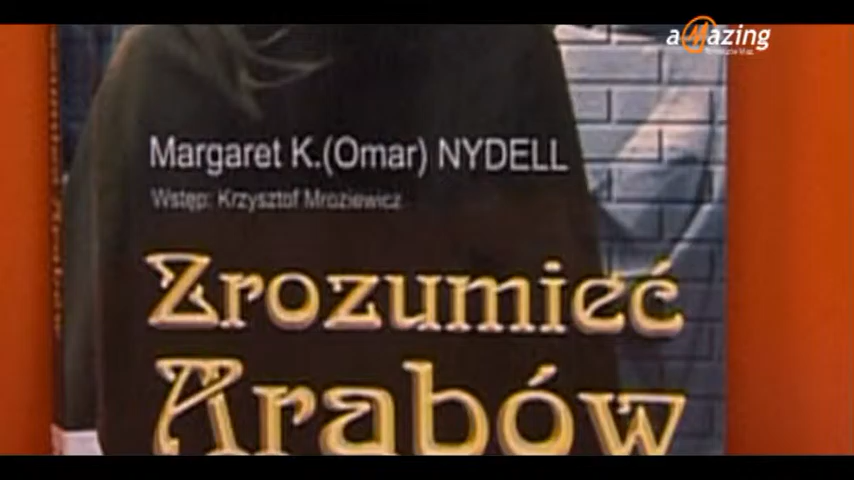 aMazing
Margaret K.(Omar) NYDELL
Wstęp: Krzysztof Mroziewicz
Zrozumieć
Arabów